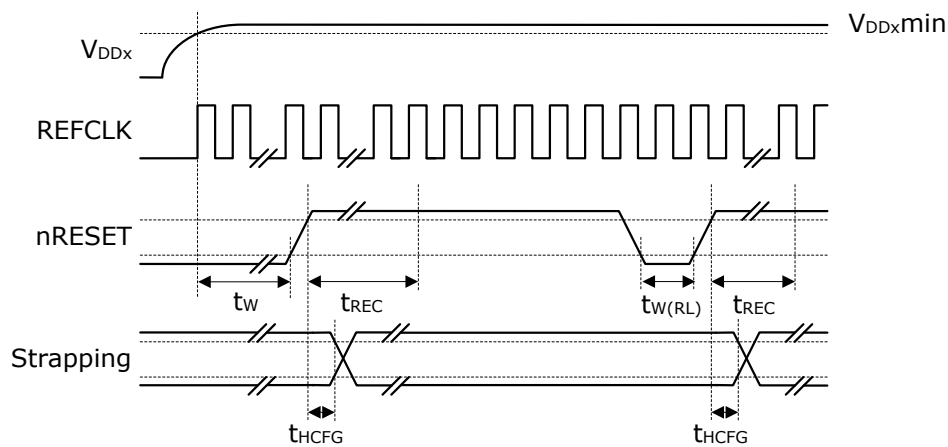 VDDxmin
VDDx
REFCLK
nRESET
tW
tREC
tW(RL)
tREC
Strapping
tHCFG
tHCFG